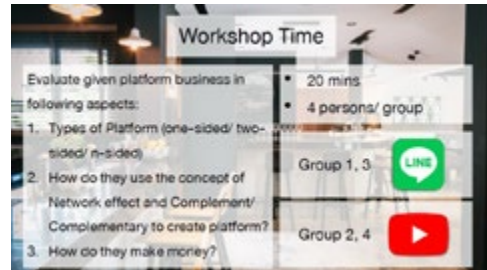 Workshop Time
Evaluate given platform business in
following aspects:
1. Types of Platform (one-sided/ two-
sided/ n-sided)
2. How do they use the concept of
Network effect and Complement/
Complementary to create platform?
3. How do they make money?
• 20 mins
• 4 persons/ group
Group 1, 3
LINE
Group 2, 4